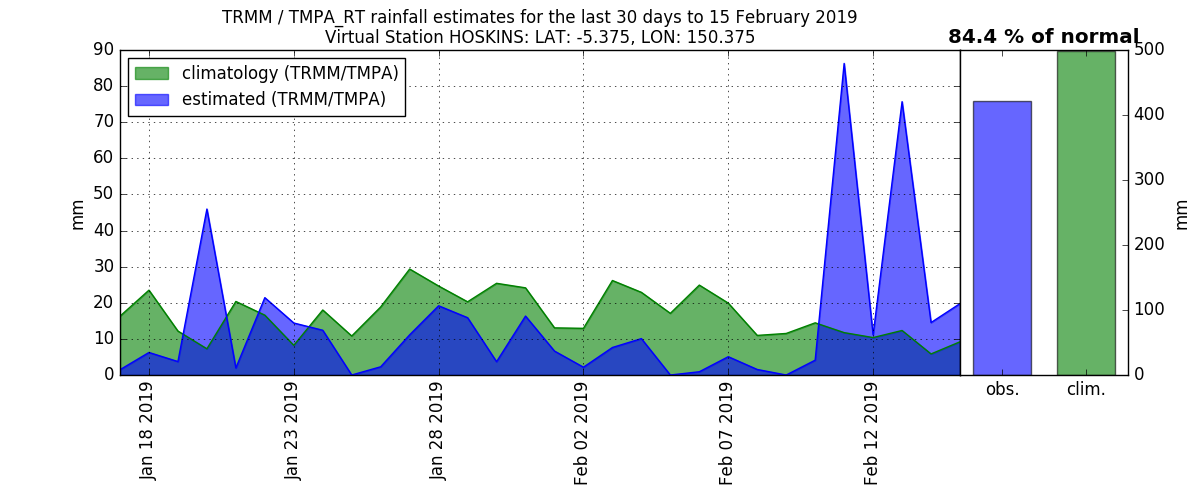 TRMM / TMPA_RT rainfall estimates for the last 30 days to 15 February 2019
Virtual Station HOSKINS: LAT: -5.375, LON: 150.375
84.4 % of normal
climatology (TRMM/TMPA)
estimated (TRMM/TMPA)
90
80
70
60
50
40
30
20
10
0
mm
Jan 18 2019
Jan 23 2019
Jan 28 2019
Feb 02 2019
Feb 07 2019
Feb 12 2019
500
400
300
200
100
0
mm
obs.
clim.